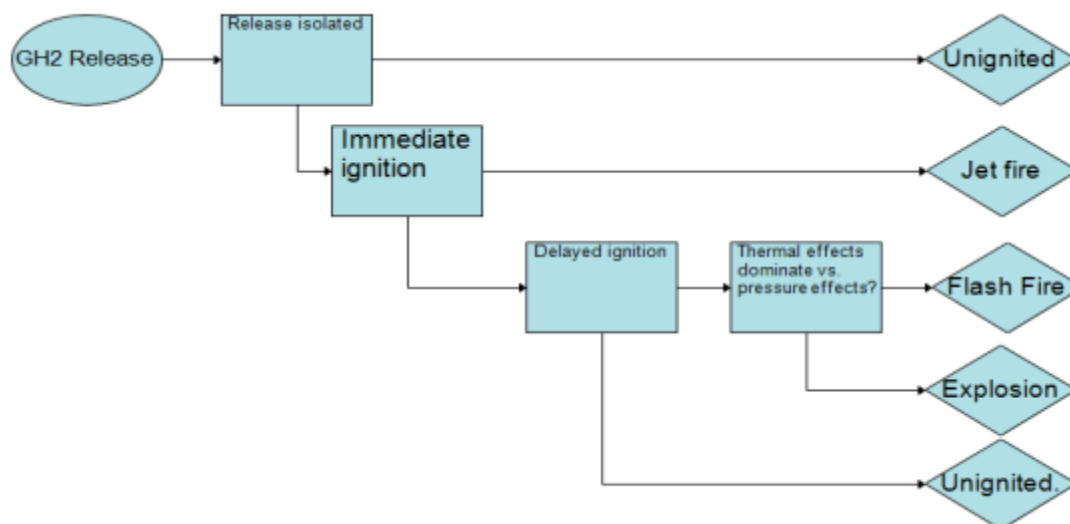 GH2 Release
Release isolated
Unignited
Immediate
ignition
Jet fire
Delayed ignition
Thermal effects
dominate vs.
pressure effects?
Flash Fire
Explosion
Unignited.